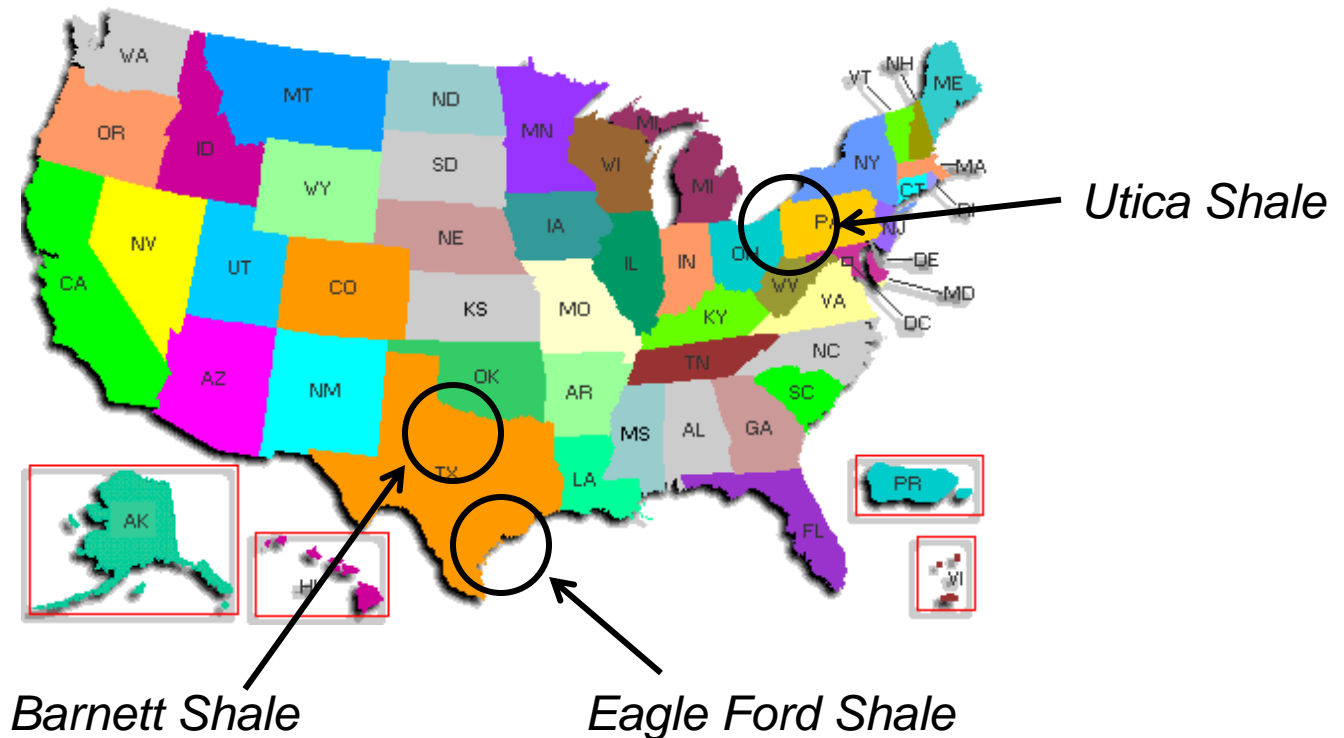 WA
MT
ND
MN
MI
VT
NH
ME
OR
ID
SD
WI
MI
NY
MA
WY
CT
RI
Utica Shale
NV
NE
IA
PA
NJ
UT
CO
IL
IN
OH
DE
CA
KS
MO
WV
VA
MD
KY
DC
AZ
NM
OK
AR
TN
NC
SC
MS
AL
GA
TX
LA
PR
AK
FL
HI
VI
Barnett Shale
Eagle Ford Shale